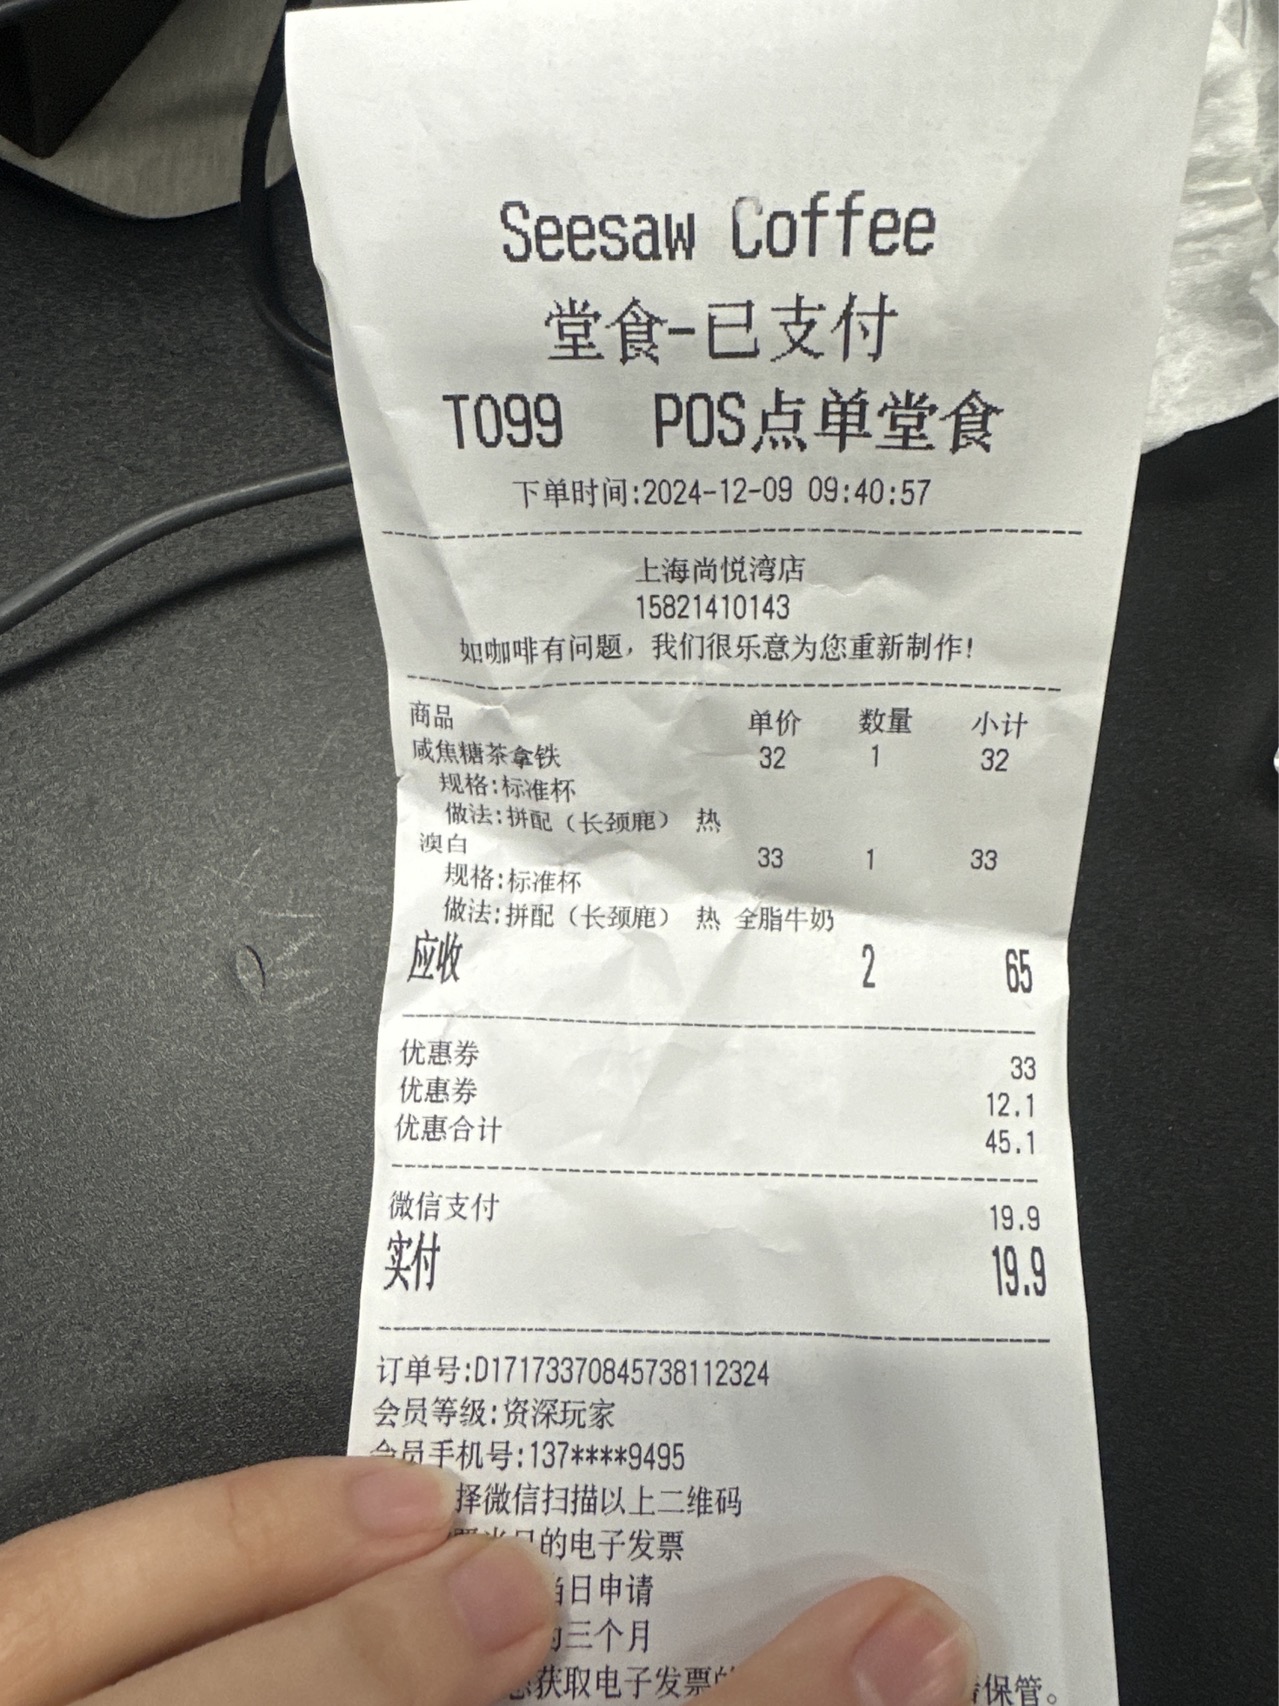 Seesaw Coffee
堂食-已支付
T099 POS点单堂食
下单时间:2024-12-09 09:40:57
上海尚悦湾店
15821410143
如咖啡有问题，我们很乐意为您重新制作!
商品 单价 数量 小计
咸焦糖茶拿铁 32 1 32
规格:标准杯
做法:拼配（长颈鹿） 热
澳白 33 1 33
规格:标准杯
做法:拼配（长颈鹿） 热 全脂牛奶
应收 2 65
优惠券 33
优惠券 12.1
优惠合计 45.1
微信支付 19.9
实付 19.9
订单号:D17173370845738112324
会员等级:资深玩家
会员手机号:137****9495
择微信扫描以上二维码
的电子发票
当日申请
三个月
获取电子发票的 保管。